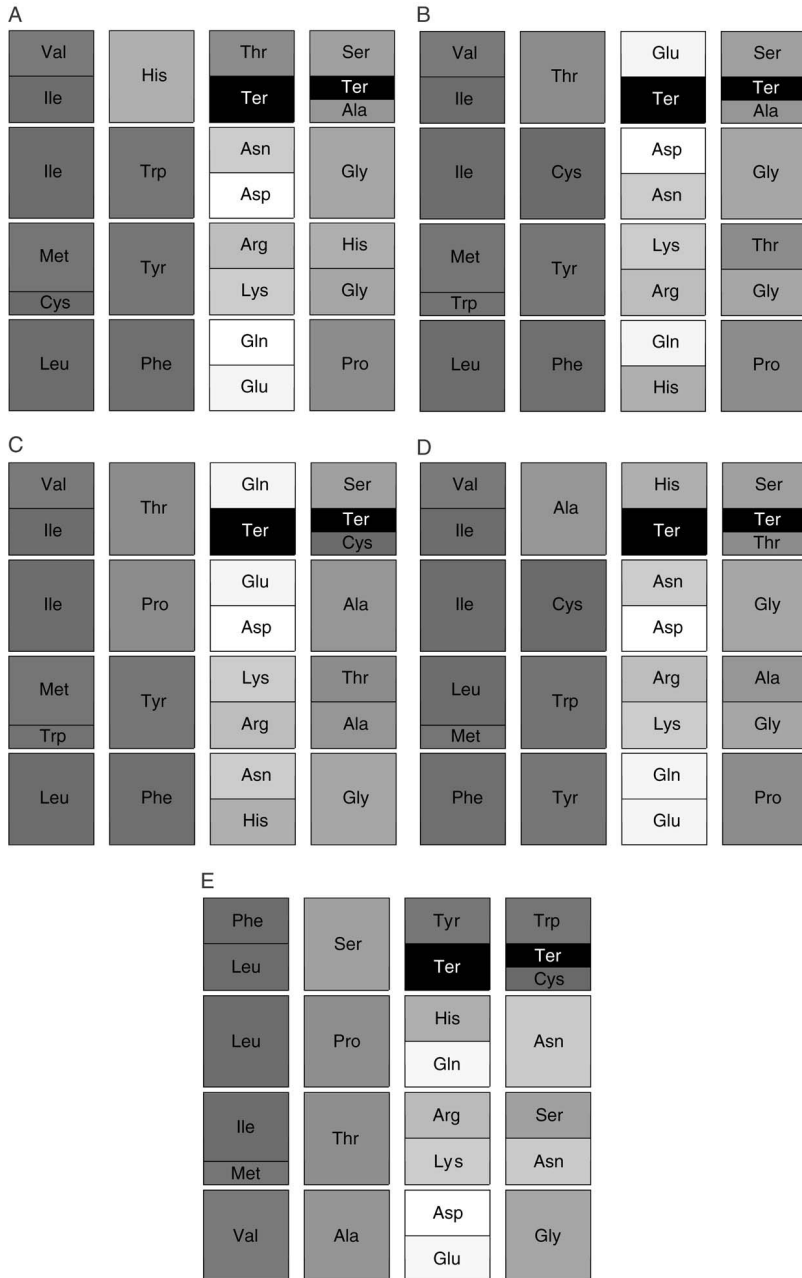 A
Val His Thr Ser
Ile Ter Ter
Ala
Ile Trp Asn Gly
Asp
Met Tyr Arg His
Cys Lys Gly
Leu Phe Gln Pro
Glu
B
Val Thr Glu Ser
Ile Ter Ter
Ala
Ile Cys Asp Gly
Asn
Met Tyr Lys Thr
Trp Arg Gly
Leu Phe Gln Pro
His
C
Val Thr Gln Ser
Ile Ter Ter
Cys
Ile Pro Glu Ala
Asp
Met Tyr Lys Thr
Trp Arg Ala
Leu Phe Asn Gly
His
D
Val Ala His Ser
Ile Ter Ter
Thr
Ile Cys Asn Gly
Asp
Leu Trp Arg Ala
Met Lys Gly
Phe Tyr Gln Pro
Glu
E
Phe Ser Tyr Trp
Leu Ter Ter
Cys
Leu Pro His Asn
Gln
Ile Thr Arg Ser
Met Lys Asn
Val Ala Asp Gly
Glu